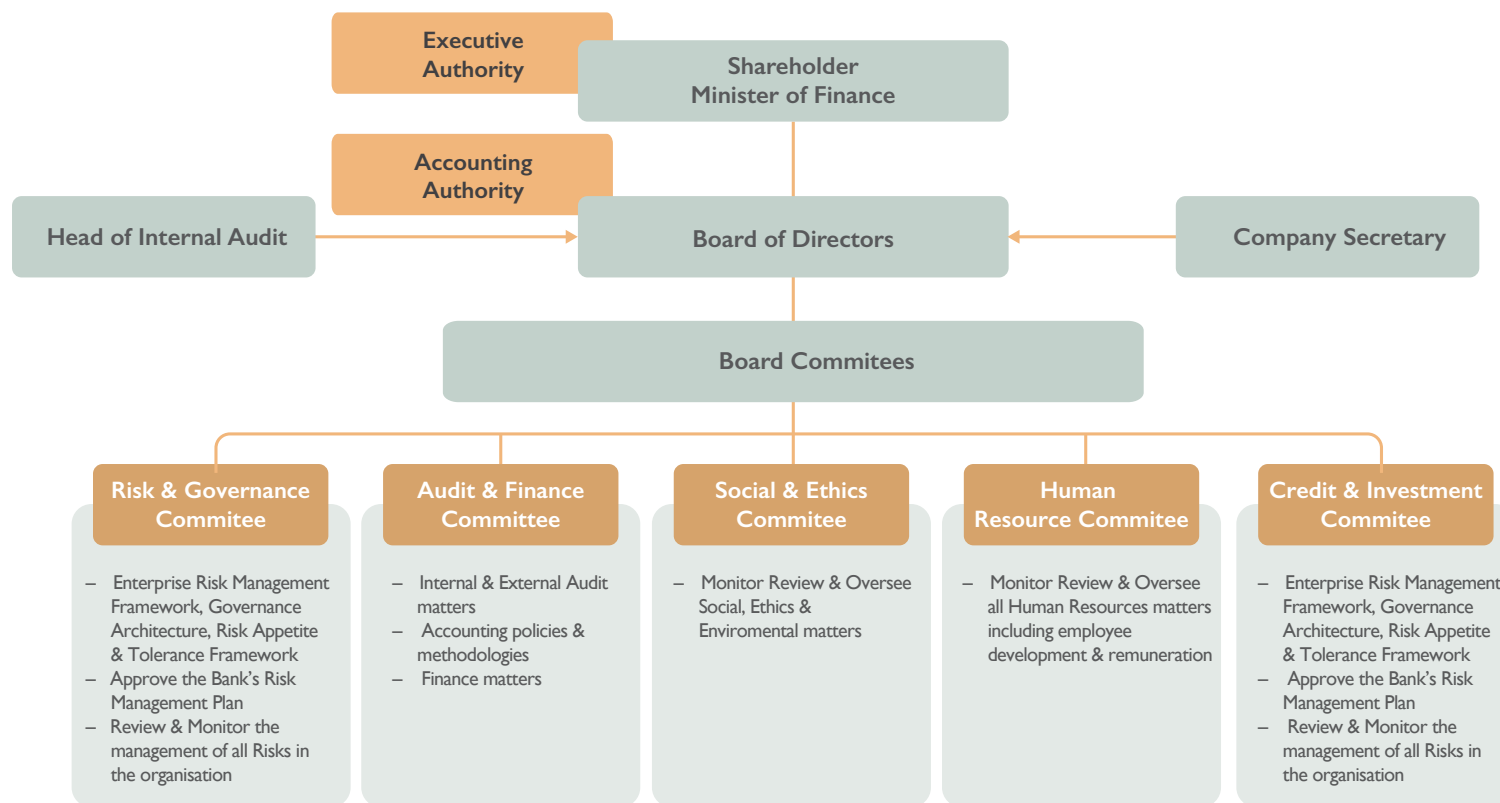 Executive
Authority
Shareholder
Minister of Finance
Accounting
Authority
Head of Internal Audit
Board of Directors
Company Secretary
Board Commitees
Risk & Governance
Commitee
– Enterprise Risk Management
Framework, Governance
Architecture, Risk Appetite
& Tolerance Framework
– Approve the Bank's Risk
Management Plan
– Review & Monitor the
management of all Risks in
the organisation
Audit & Finance
Committee
– Internal & External Audit
matters
– Accounting policies &
methodologies
– Finance matters
Social & Ethics
Commitee
– Monitor Review & Oversee
Social, Ethics &
Enviromental matters
Human
Resource Commitee
– Monitor Review & Oversee
all Human Resources matters
including employee
development & remuneration
Credit & Investment
Commitee
– Enterprise Risk Management
Framework, Governance
Architecture, Risk Appetite
& Tolerance Framework
– Approve the Bank's Risk
Management Plan
– Review & Monitor the
management of all Risks in
the organisation